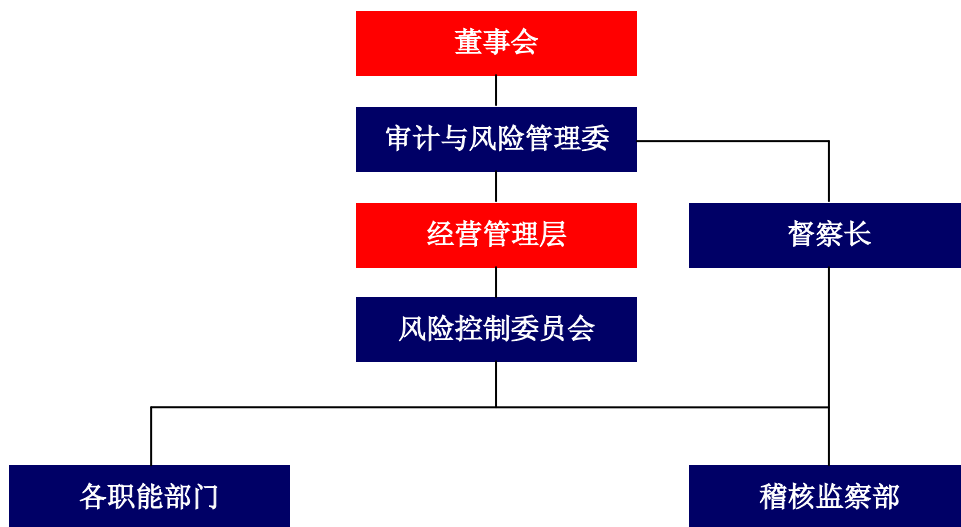 董事会
审计与风险管理委
经营管理层
督察长
风险控制委员会
各职能部门
稽核监察部